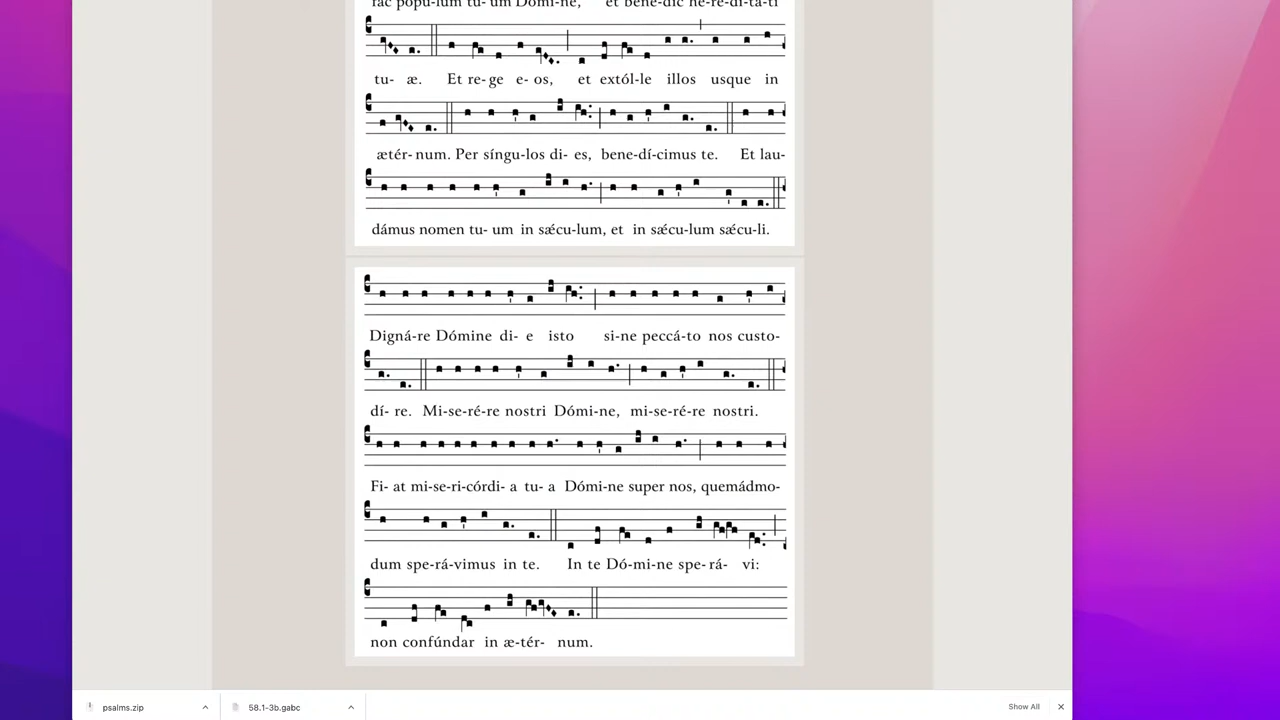 fac pópu-lum tu- um Dómi-ne, et béne-dic he-re-di-tá-ti
tu- æ. Et re-ge e-os, et extól-le illos usque in
ætér-num. Per síngu-los di- es, bene-dí-cimus te. Et lau-
dámus nomen tu- um in sǽcu-lum, et in sǽcu-lum sǽcu-li.
Digná-re Dómine di- e isto si-ne peccá-to nos custo-
dí- re. Mi-se-ré-re nostri Dómi-ne, mi-se-ré-re nostri.
Fi- at mi-se-ri-córdi- a tu- a Dómi-ne super nos, quemádmo-
dum spe-rá-vimus in te. In te Dó-mi-ne spe-rá- vi:
non confúndar in æ-tér- num.
psalms.zip
58.1-3b.gabc
Show All